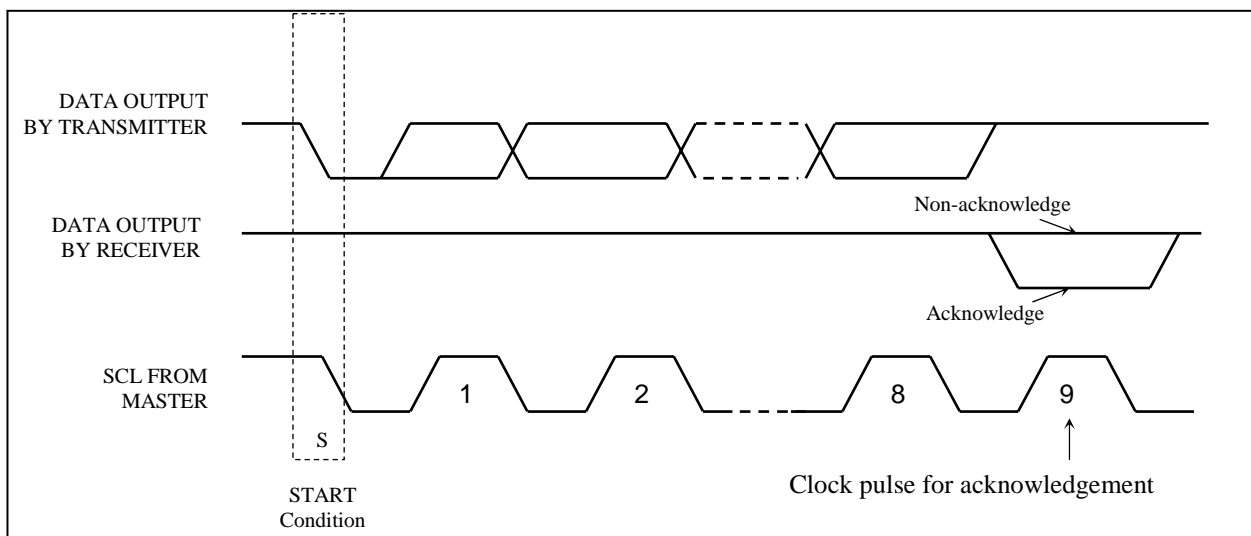 DATA OUTPUT
BY TRANSMITTER
Non-acknowledge
DATA OUTPUT
BY RECEIVER
Acknowledge
SCL FROM
MASTER
1
2
8
9
S
START
Condition
Clock pulse for acknowledgement